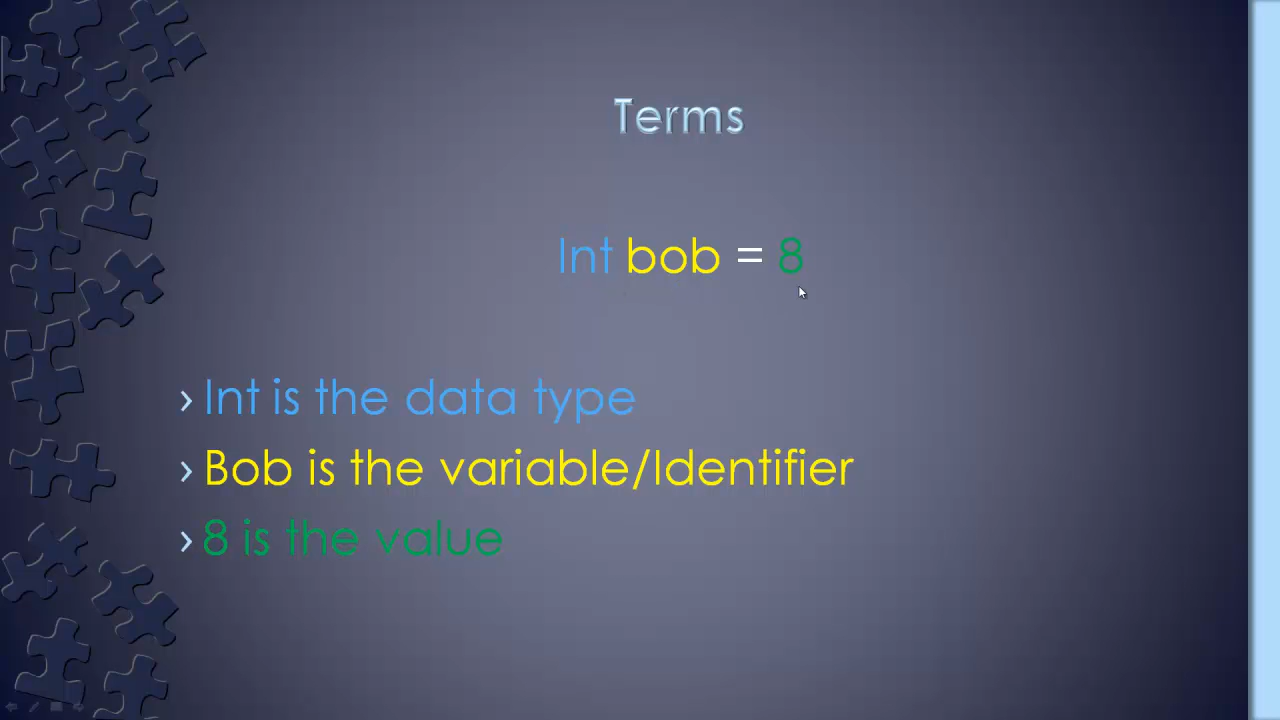 Terms
Int bob = 8
› Int is the data type
› Bob is the variable/Identifier
› 8 is the value